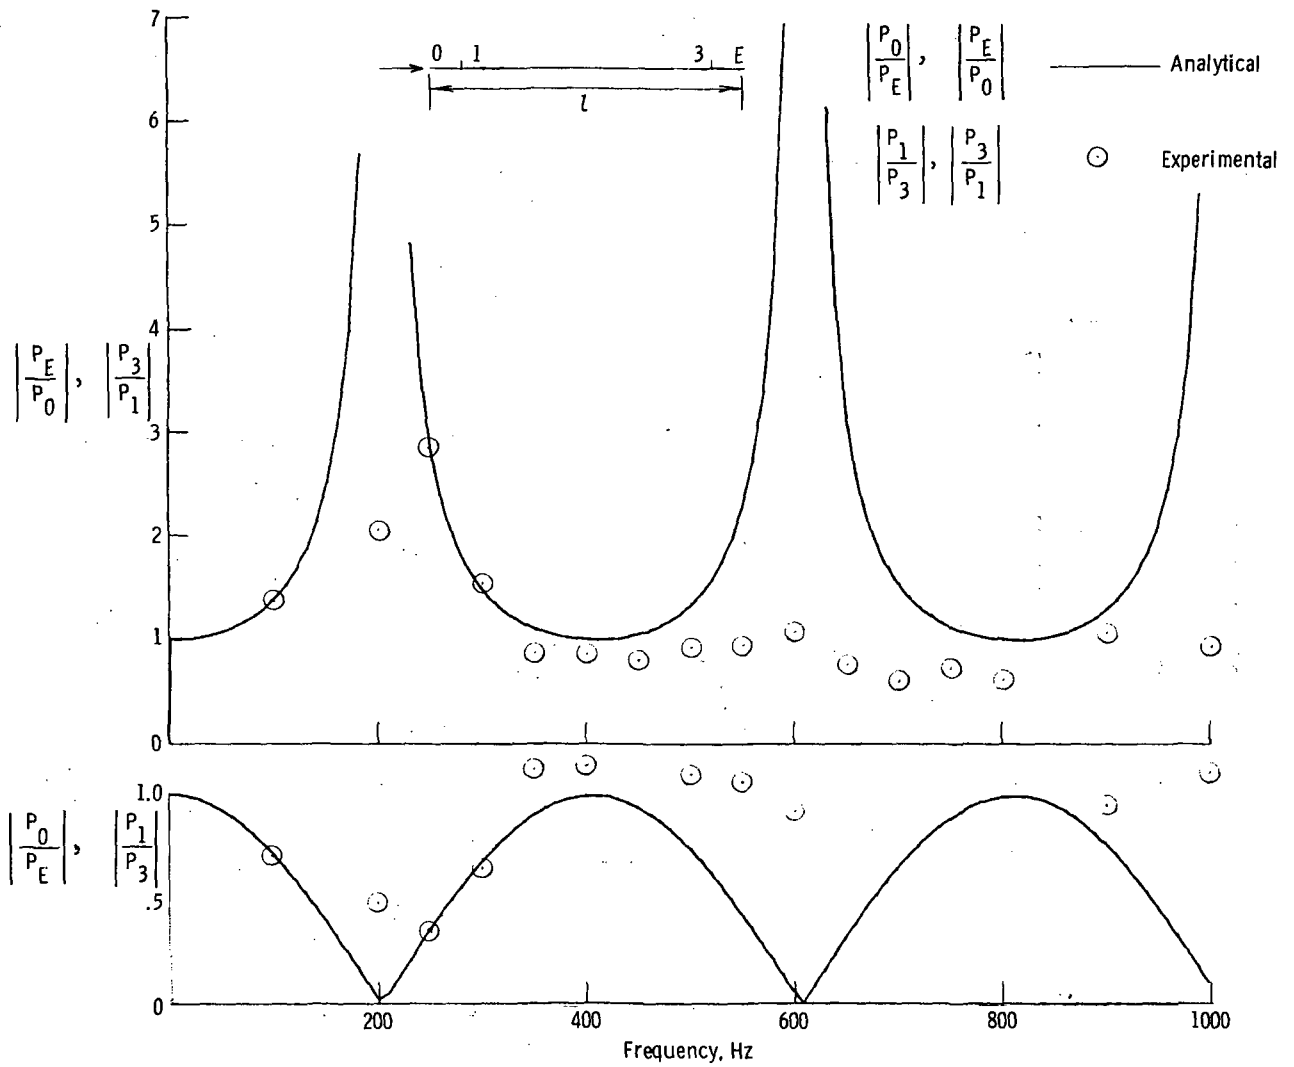 7
6
5
4
3
2
1
0
|P_E/P_0|, |P_3/P_1|
0 1 3 E
l
|P_0/P_E|, |P_E/P_0| Analytical
|P_1/P_3|, |P_3/P_1| Experimental
1.0
.5
0
|P_0/P_E|, |P_1/P_3|
200 400 600 800 1000
Frequency, Hz